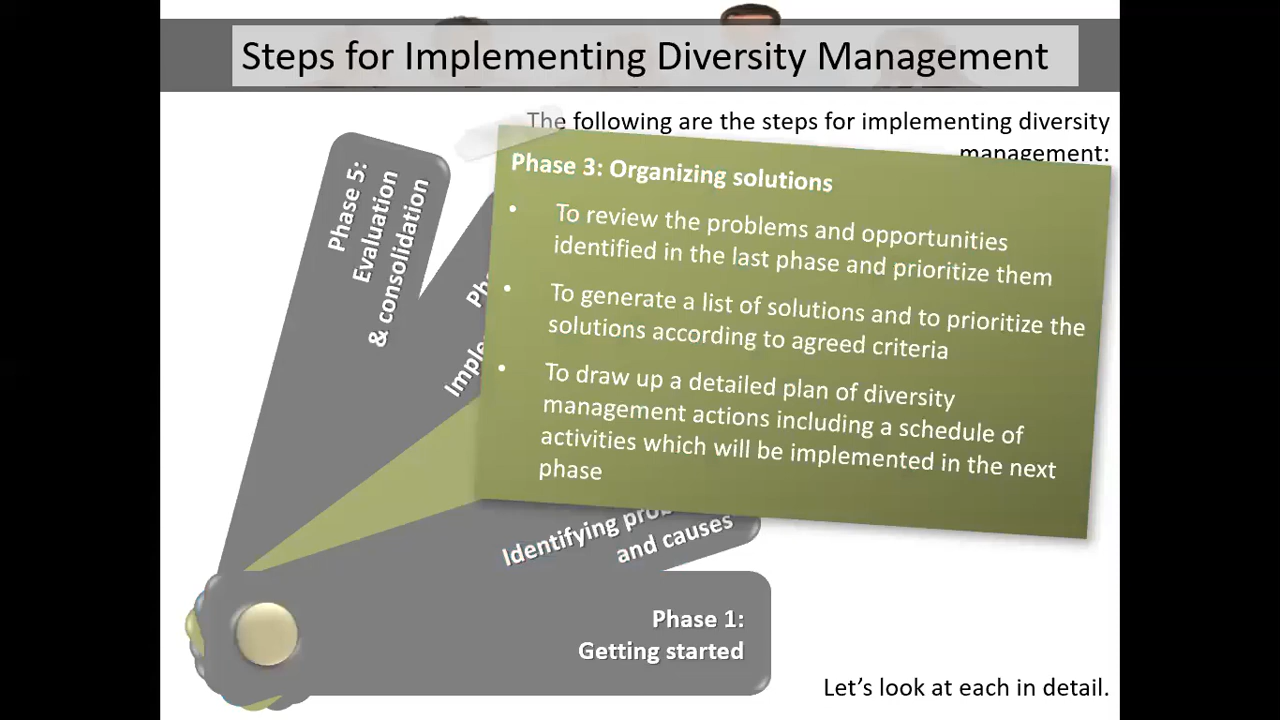 Steps for Implementing Diversity Management
The following are the steps for implementing diversity
management:
Phase 5:
Evaluation
& consolidation
Phase 3: Organizing solutions
• To review the problems and opportunities
identified in the last phase and prioritize them
• To generate a list of solutions and to prioritize the
solutions according to agreed criteria
• To draw up a detailed plan of diversity
management actions including a schedule of
activities which will be implemented in the next
phase
Identifying
and causes
Phase 1:
Getting started
Let's look at each in detail.